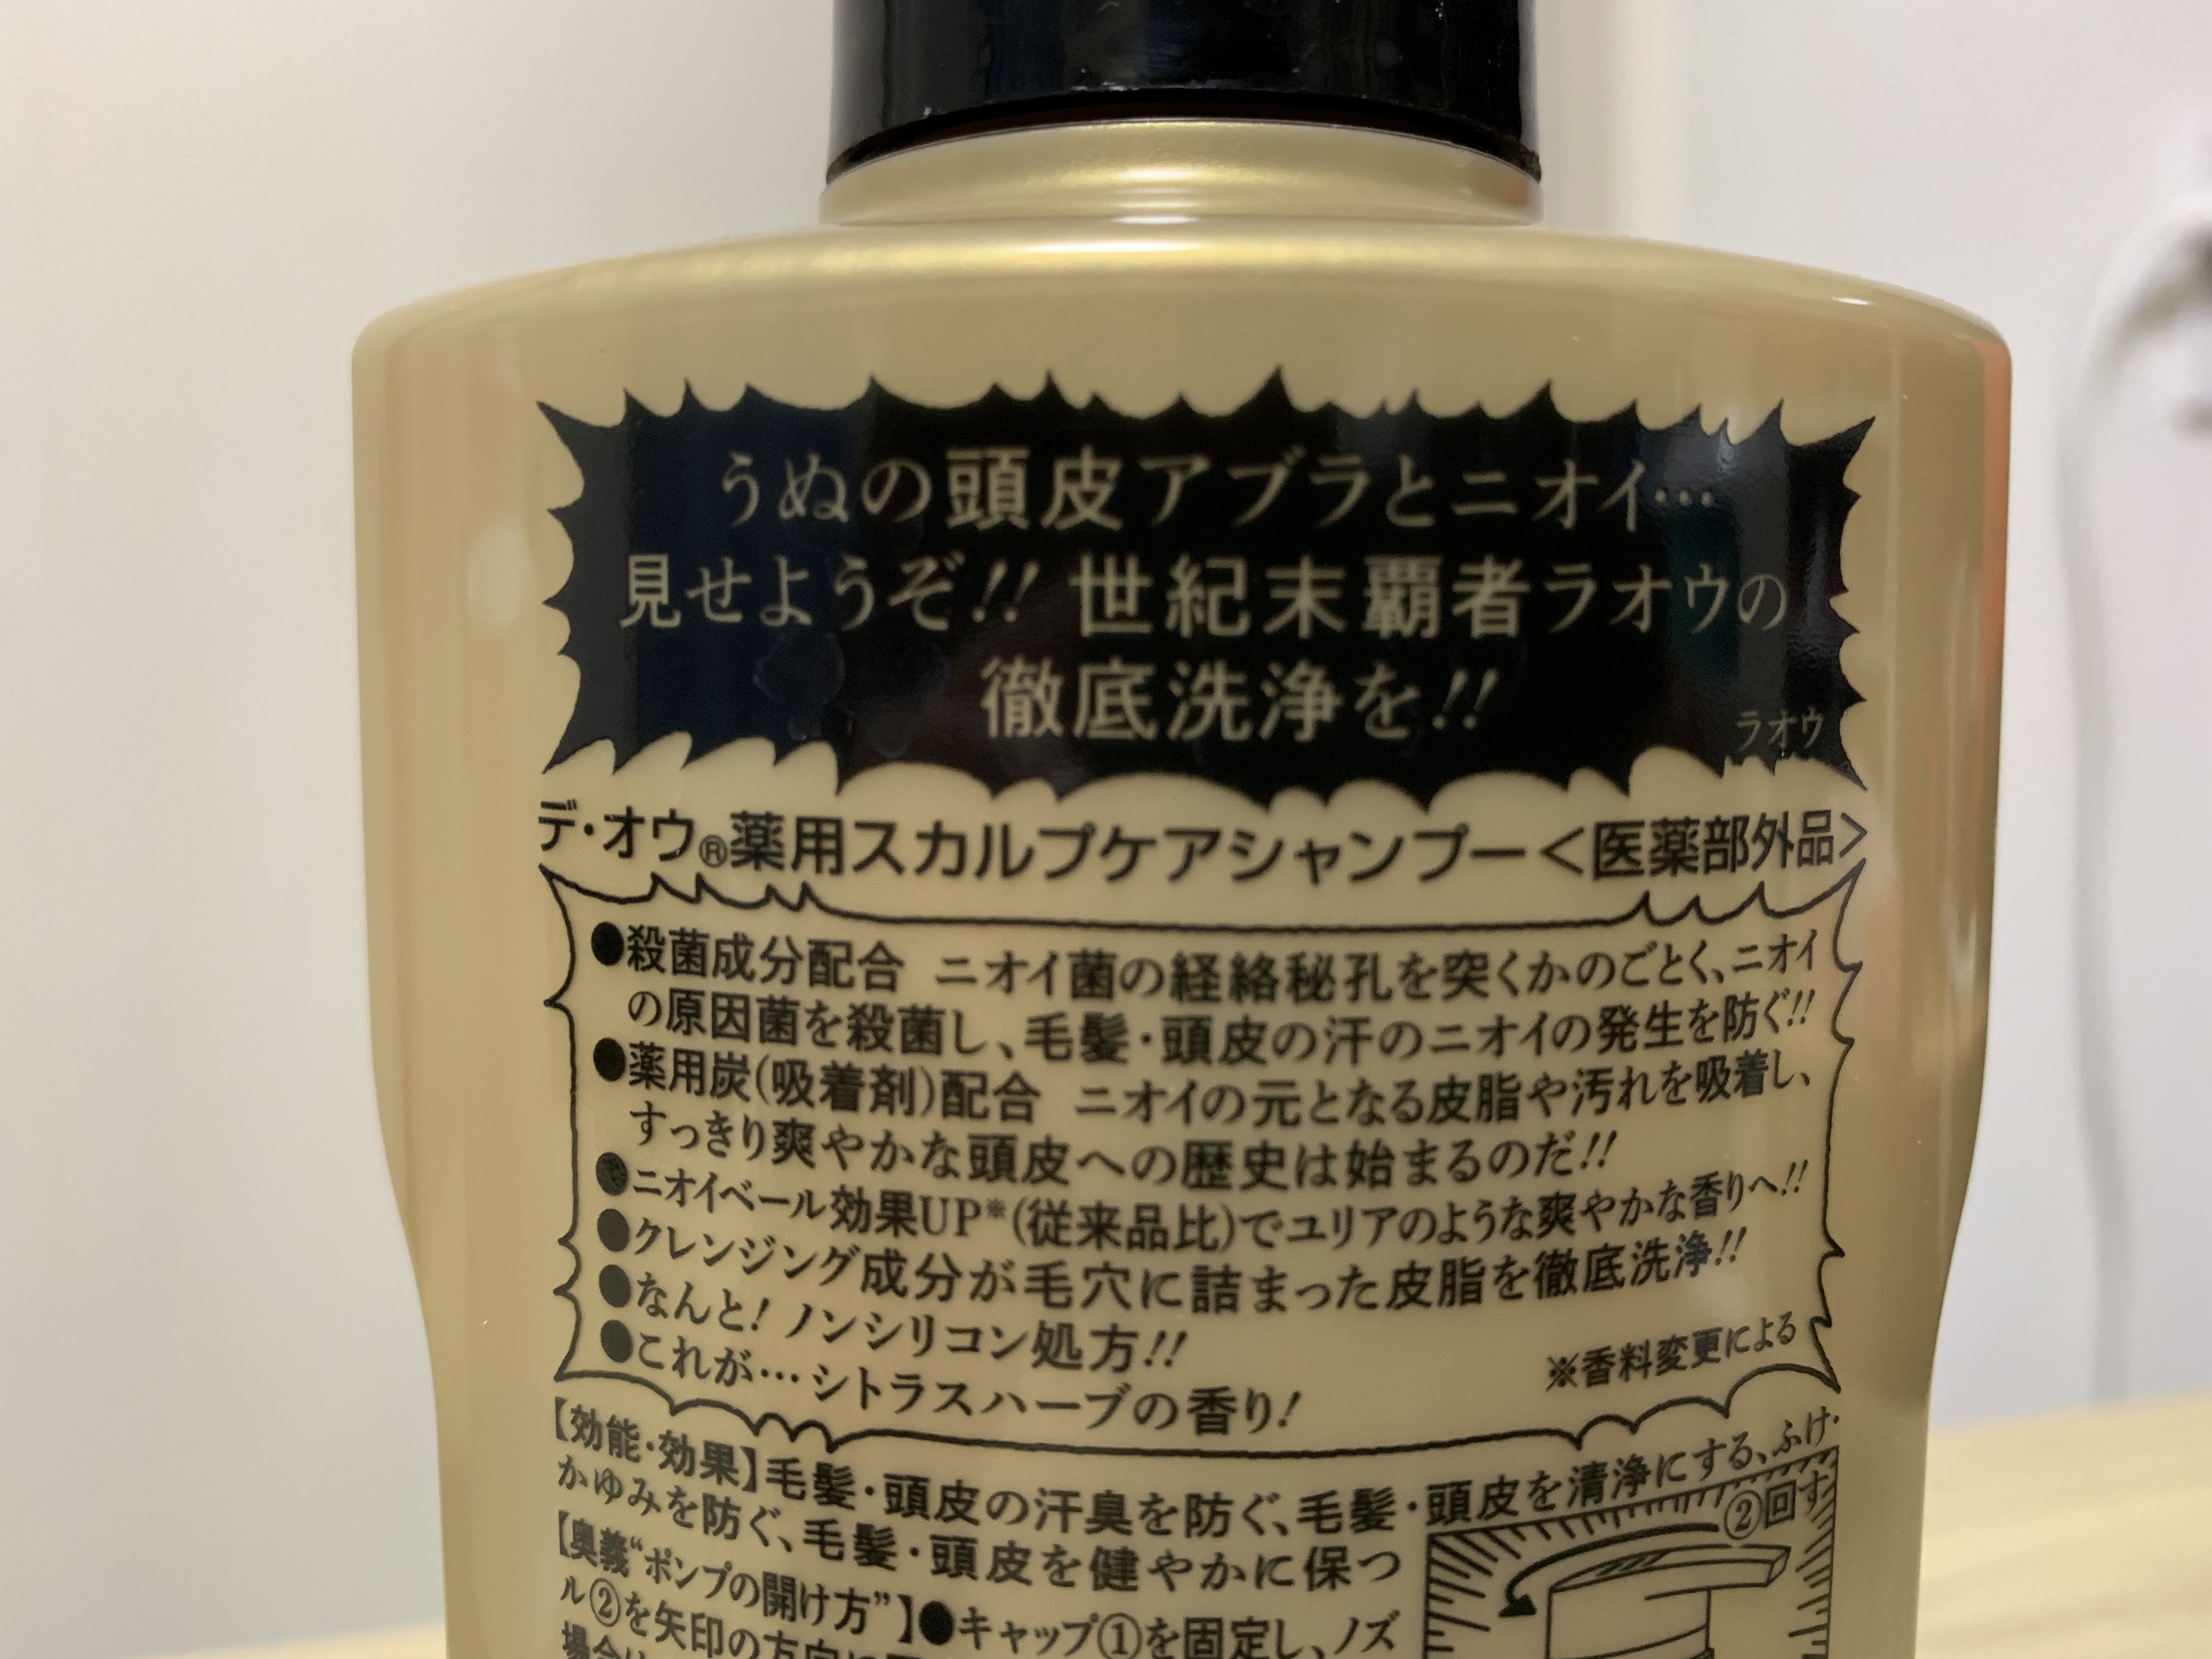 うぬの頭皮アブラとニオイ…
見せようぞ!! 世紀末覇者ラオウの
徹底洗浄を!!
ラオウ
デ・オウ®薬用スカルプケアシャンプー＜医薬部外品＞
●殺菌成分配合 ニオイ菌の経絡秘孔を突くかのごとく、ニオイ
の原因菌を殺菌し、毛髪・頭皮の汗のニオイの発生を防ぐ!!
●薬用炭(吸着剤)配合 ニオイの元となる皮脂や汚れを吸着し、
すっきり爽やかな頭皮への歴史は始まるのだ!!
●ニオイベール効果UP※(従来品比)でユリアのような爽やかな香りへ!!
●クレンジング成分が毛穴に詰まった皮脂を徹底洗浄!!
●なんと! ノンシリコン処方!!
●これが…シトラスハーブの香り!
※香料変更による
【効能・効果】毛髪・頭皮の汗臭を防ぐ、毛髪・頭皮を清浄にする、ふけ・
かゆみを防ぐ、毛髪・頭皮を健やかに保つ
②回す
【奥義“ポンプの開け方”】●キャップ①を固定し、ノズ
ル②を矢印の方向に
場合は